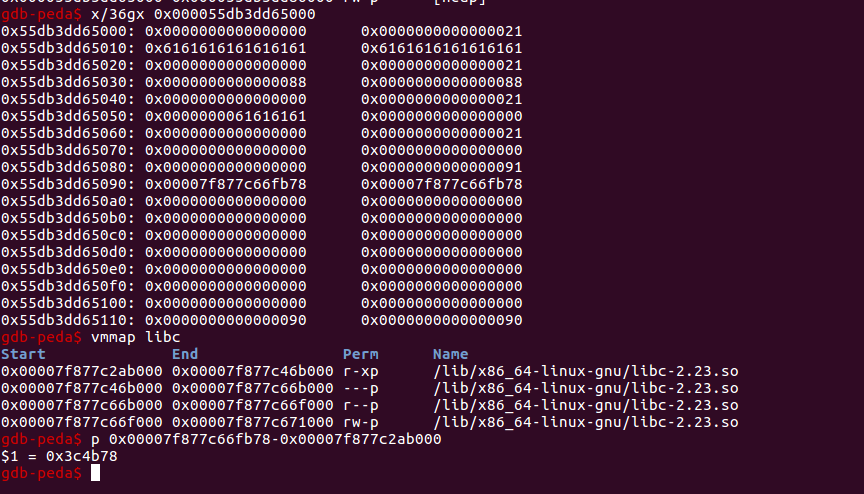 gdb-peda$ x/36gx 0x000055db3dd65000
0x55db3dd65000: 0x0000000000000000 0x0000000000000021
0x55db3dd65010: 0x6161616161616161 0x6161616161616161
0x55db3dd65020: 0x0000000000000000 0x0000000000000021
0x55db3dd65030: 0x0000000000000088 0x0000000000000088
0x55db3dd65040: 0x0000000000000000 0x0000000000000021
0x55db3dd65050: 0x0000000061616161 0x0000000000000000
0x55db3dd65060: 0x0000000000000000 0x0000000000000021
0x55db3dd65070: 0x0000000000000000 0x0000000000000000
0x55db3dd65080: 0x0000000000000000 0x0000000000000091
0x55db3dd65090: 0x00007f877c66fb78 0x00007f877c66fb78
0x55db3dd650a0: 0x0000000000000000 0x0000000000000000
0x55db3dd650b0: 0x0000000000000000 0x0000000000000000
0x55db3dd650c0: 0x0000000000000000 0x0000000000000000
0x55db3dd650d0: 0x0000000000000000 0x0000000000000000
0x55db3dd650e0: 0x0000000000000000 0x0000000000000000
0x55db3dd650f0: 0x0000000000000000 0x0000000000000000
0x55db3dd65100: 0x0000000000000000 0x0000000000000000
0x55db3dd65110: 0x0000000000000090 0x0000000000000090
gdb-peda$ vmmap libc
Start End Perm Name
0x00007f877c2ab000 0x00007f877c46b000 r-xp /lib/x86_64-linux-gnu/libc-2.23.so
0x00007f877c46b000 0x00007f877c66b000 ---p /lib/x86_64-linux-gnu/libc-2.23.so
0x00007f877c66b000 0x00007f877c66f000 r--p /lib/x86_64-linux-gnu/libc-2.23.so
0x00007f877c66f000 0x00007f877c671000 rw-p /lib/x86_64-linux-gnu/libc-2.23.so
gdb-peda$ p 0x00007f877c66fb78-0x00007f877c2ab000
$1 = 0x3c4b78
gdb-peda$